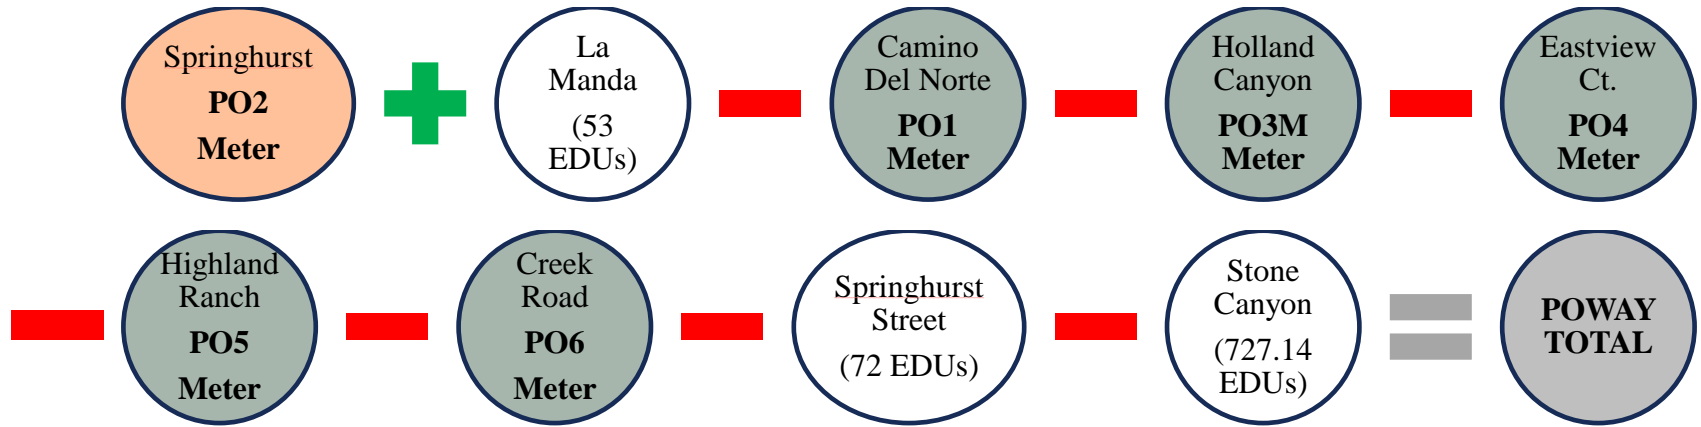 Springhurst
PO2
Meter
La
Manda
(53
EDUs)
Camino
Del Norte
PO1
Meter
Holland
Canyon
PO3M
Meter
Eastview
Ct.
PO4
Meter
Highland
Ranch
PO5
Meter
Creek
Road
PO6
Meter
Springhurst
Street
(72 EDUs)
Stone
Canyon
(727.14
EDUs)
POWAY
TOTAL